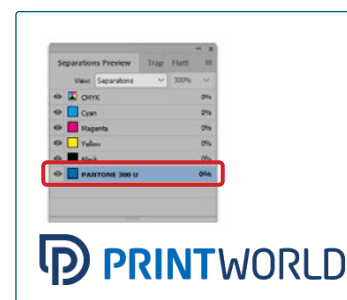 Separations Preview Trap Flatt
View: Separations 300%
CMYK 0%
Cyan 0%
Magenta 0%
Yellow 0%
Black 0%
PANTONE 300 U 0%
PRINTWORLD